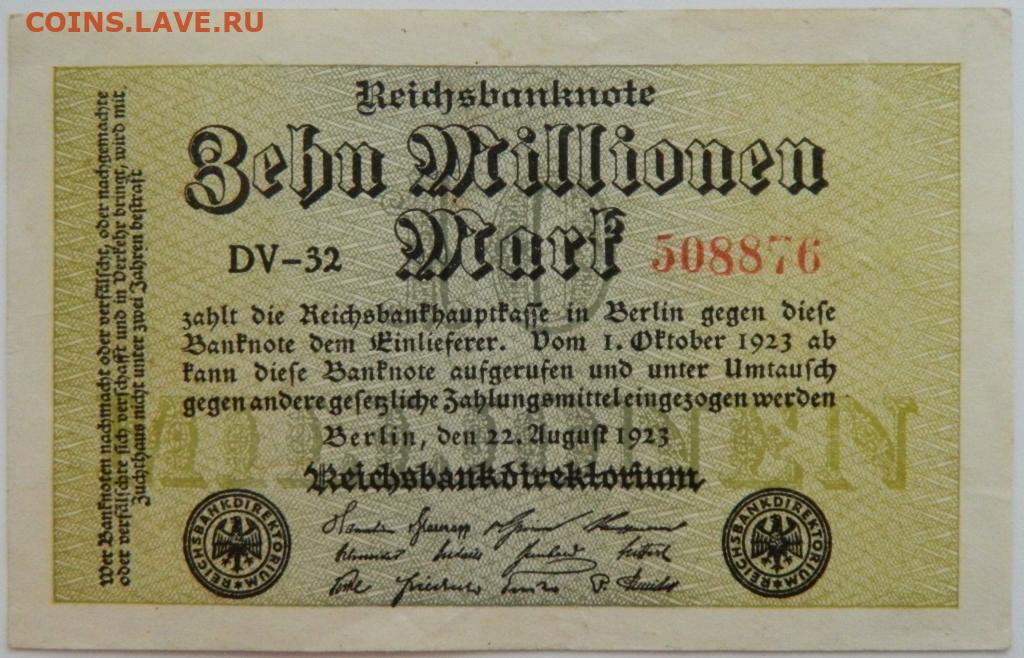 COINS.LAVE.RU
Reichsbanknote
Zehn Millionen
Mark
DV-32
508876
zahlt die Reichsbankhauptkasse in Berlin gegen diese
Banknote dem Einlieferer. Vom 1. Oktober 1923 ab
kann diese Banknote aufgerufen und unter Umtausch
gegen andere gesetzliche Zahlungsmittel eingezogen werden
Berlin, den 22. August 1923
Reichsbankdirektorium
REICHSBANKDIREKTORIUM
REICHSBANKDIREKTORIUM
Wer Banknoten nachmacht oder verfälscht, oder nachgemachte
oder verfälschte sich verschafft und in Verkehr bringt, wird mit
Zuchthaus nicht unter zwei Jahren bestraft
10
MILLIONEN